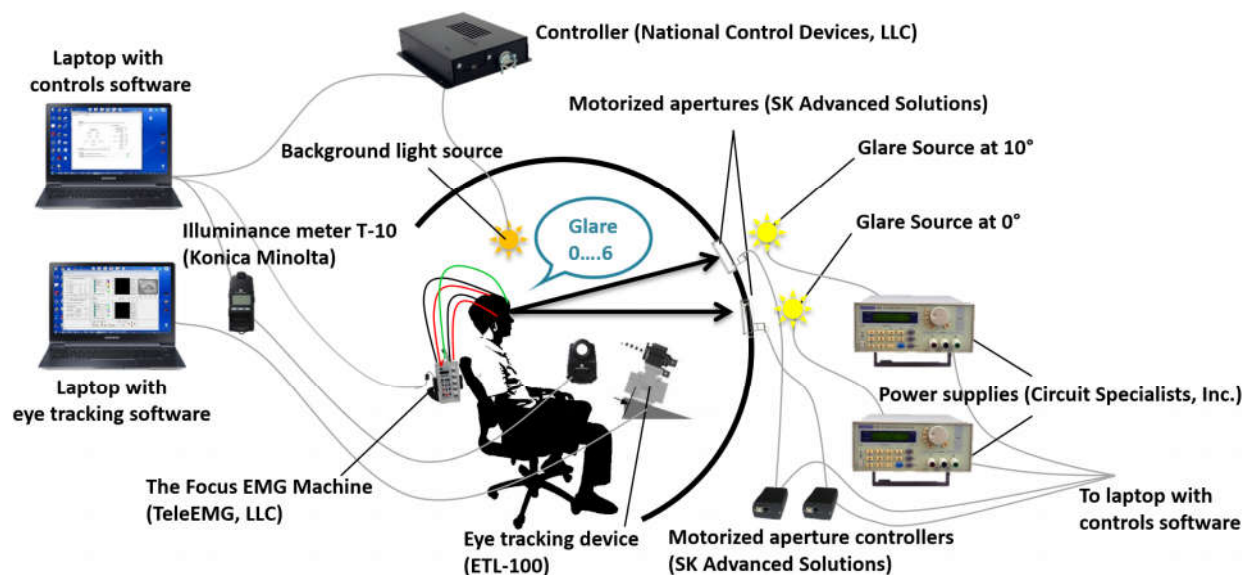 Controller (National Control Devices, LLC)
Laptop with
controls software
Motorized apertures (SK Advanced Solutions)
Background light source
Glare Source at 10°
Glare
0....6
Glare Source at 0°
Illuminance meter T-10
(Konica Minolta)
Laptop with
eye tracking software
Power supplies (Circuit Specialists, Inc.)
The Focus EMG Machine
(TeleEMG, LLC)
Eye tracking device
(ETL-100)
Motorized aperture controllers
(SK Advanced Solutions)
To laptop with
controls software